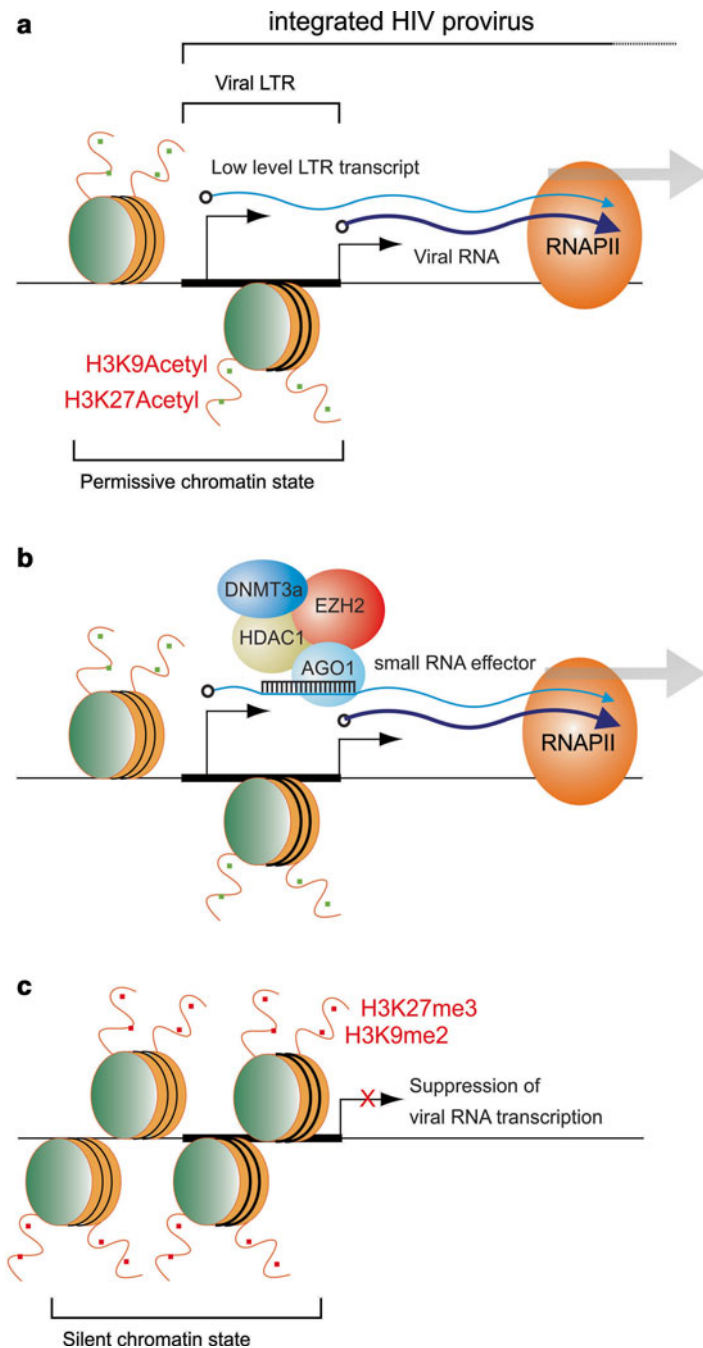 a
integrated HIV provirus
Viral LTR
Low level LTR transcript
Viral RNA
RNAPII
H3K9Acetyl
H3K27Acetyl
Permissive chromatin state
b
DNMT3a
EZH2
HDAC1
AGO1
small RNA effector
RNAPII
c
H3K27me3
H3K9me2
X
Suppression of
viral RNA transcription
Silent chromatin state